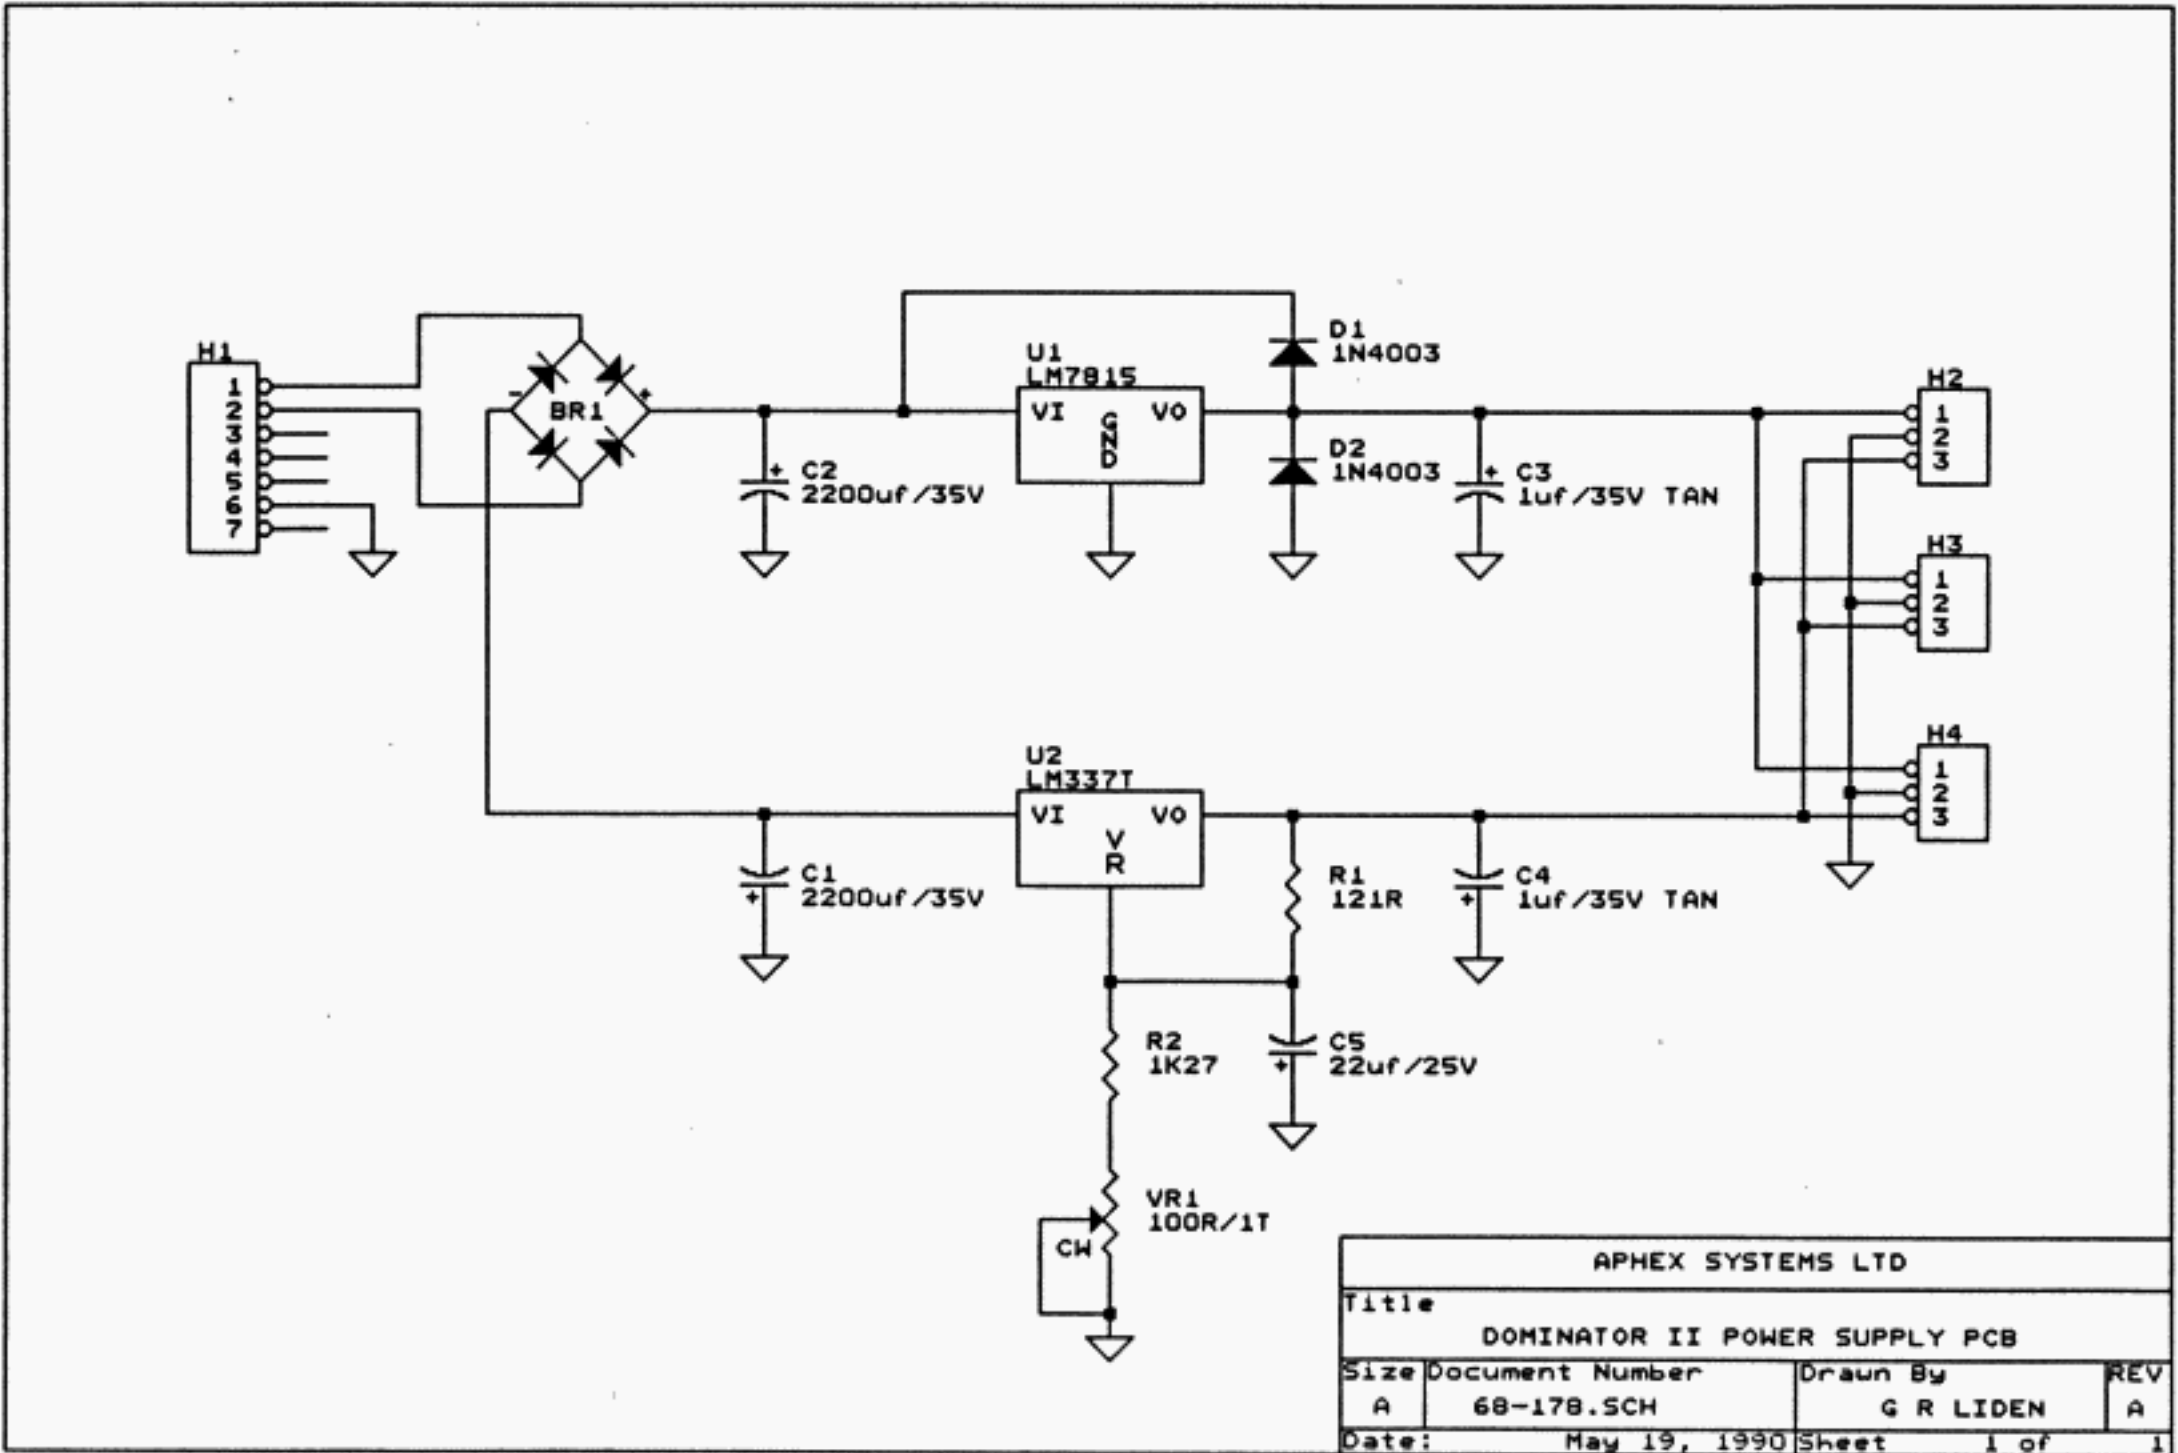 H1
1
2
3
4
5
6
7
-
+
BR1
+
C2
2200uf/35V
U1
LM7815
VI
VO
GND
D1
1N4003
D2
1N4003
+
C3
1uf/35V TAN
H2
1
2
3
H3
1
2
3
H4
1
2
3
U2
LM337T
VI
VO
VR
C1
2200uf/35V
+
R1
121R
C4
1uf/35V TAN
+
R2
1K27
C5
22uf/25V
+
VR1
100R/1T
CW
APHEX SYSTEMS LTD
Title
DOMINATOR II POWER SUPPLY PCB
Size
A
Document Number
68-178.SCH
Drawn By
G R LIDEN
REV
A
Date: May 19, 1990
Sheet 1 of 1